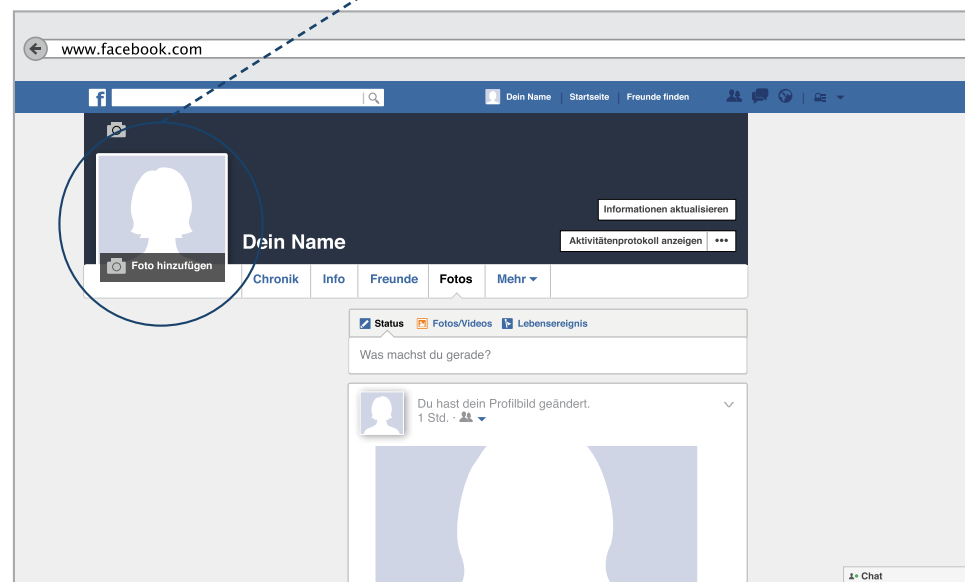 www.facebook.com
f
Dein Name Startseite Freunde finden
Informationen aktualisieren
Dein Name
Aktivitätenprotokoll anzeigen •••
Foto hinzufügen
Chronik Info Freunde Fotos Mehr
Status Fotos/Videos Lebensereignis
Was machst du gerade?
Du hast dein Profilbild geändert.
1 Std. ·
Chat